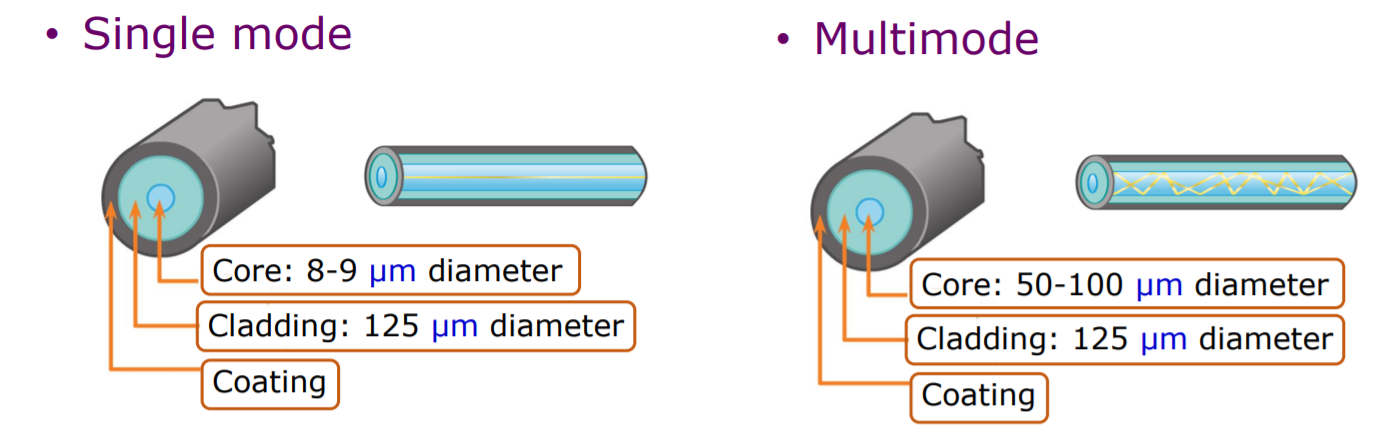 • Single mode
Core: 8-9 µm diameter
Cladding: 125 µm diameter
Coating
• Multimode
Core: 50-100 µm diameter
Cladding: 125 µm diameter
Coating